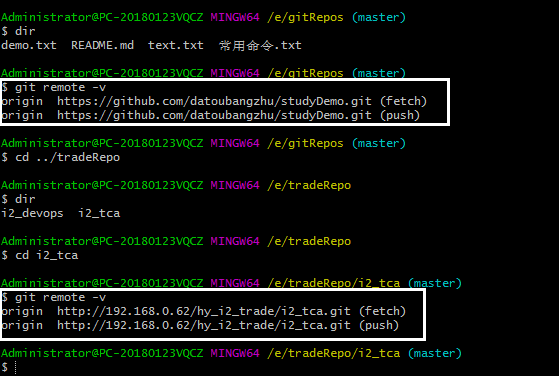 Administrator@PC-20180123VQCZ MINGW64 /e/gitRepos (master)
$ dir
demo.txt  README.md  text.txt  常用命令.txt
Administrator@PC-20180123VQCZ MINGW64 /e/gitRepos (master)
$ git remote -v
origin  https://github.com/datoubangzhu/studyDemo.git (fetch)
origin  https://github.com/datoubangzhu/studyDemo.git (push)
Administrator@PC-20180123VQCZ MINGW64 /e/gitRepos (master)
$ cd ../tradeRepo
Administrator@PC-20180123VQCZ MINGW64 /e/tradeRepo
$ dir
i2_devops  i2_tca
Administrator@PC-20180123VQCZ MINGW64 /e/tradeRepo
$ cd i2_tca
Administrator@PC-20180123VQCZ MINGW64 /e/tradeRepo/i2_tca (master)
$ git remote -v
origin  http://192.168.0.62/hy_i2_trade/i2_tca.git (fetch)
origin  http://192.168.0.62/hy_i2_trade/i2_tca.git (push)
Administrator@PC-20180123VQCZ MINGW64 /e/tradeRepo/i2_tca (master)
$